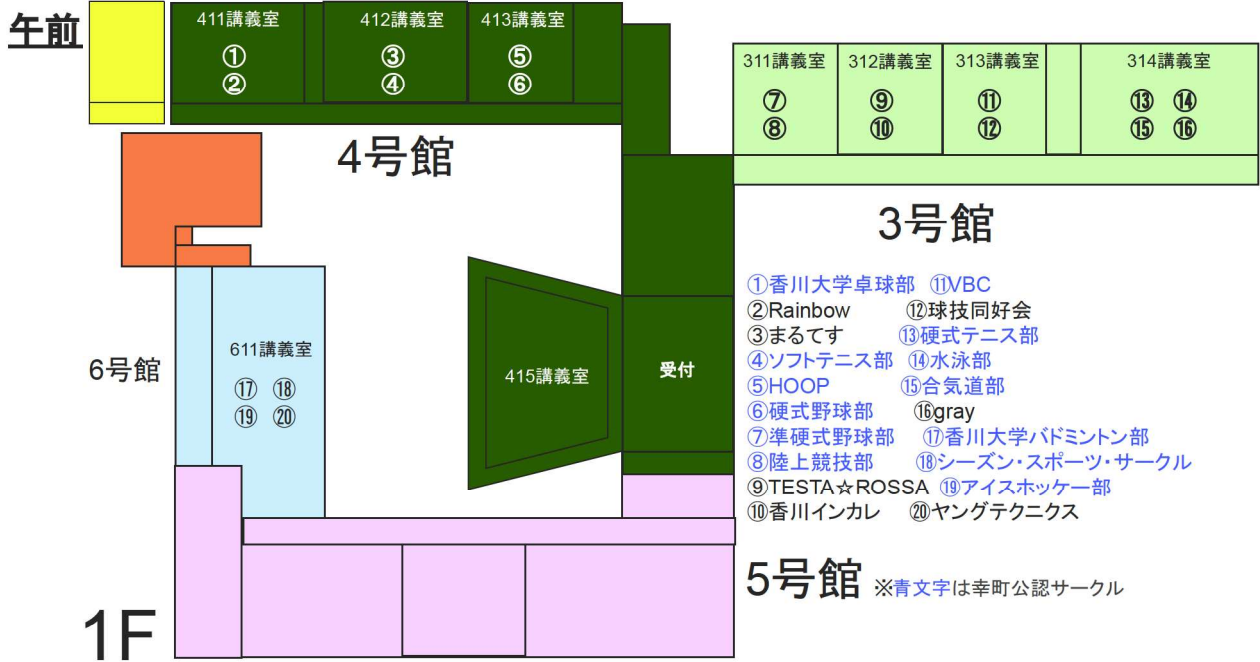 午前
411講義室
①
②
412講義室
③
④
413講義室
⑤
⑥
311講義室
⑦
⑧
312講義室
⑨
⑩
313講義室
⑪
⑫
314講義室
⑬ ⑭
⑮ ⑯
4号館
3号館
6号館
611講義室
⑰ ⑱
⑲ ⑳
415講義室
受付
①香川大学卓球部 ⑪VBC
②Rainbow ⑫球技同好会
③まるてす ⑬硬式テニス部
④ソフトテニス部 ⑭水泳部
⑤HOOP ⑮合気道部
⑥硬式野球部 ⑯gray
⑦準硬式野球部 ⑰香川大学バドミントン部
⑧陸上競技部 ⑱シーズン・スポーツ・サークル
⑨TESTA☆ROSSA ⑲アイスホッケー部
⑩香川インカレ ⑳ヤングテクニクス
5号館 ※青文字は幸町公認サークル
1F